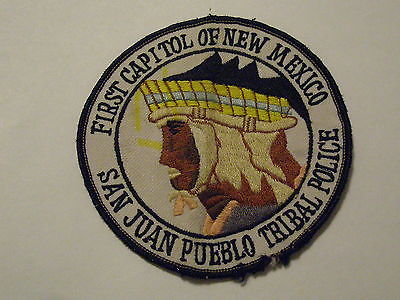 FIRST CAPITOL OF NEW MEXICO
SAN JUAN PUEBLO TRIBAL POLICE